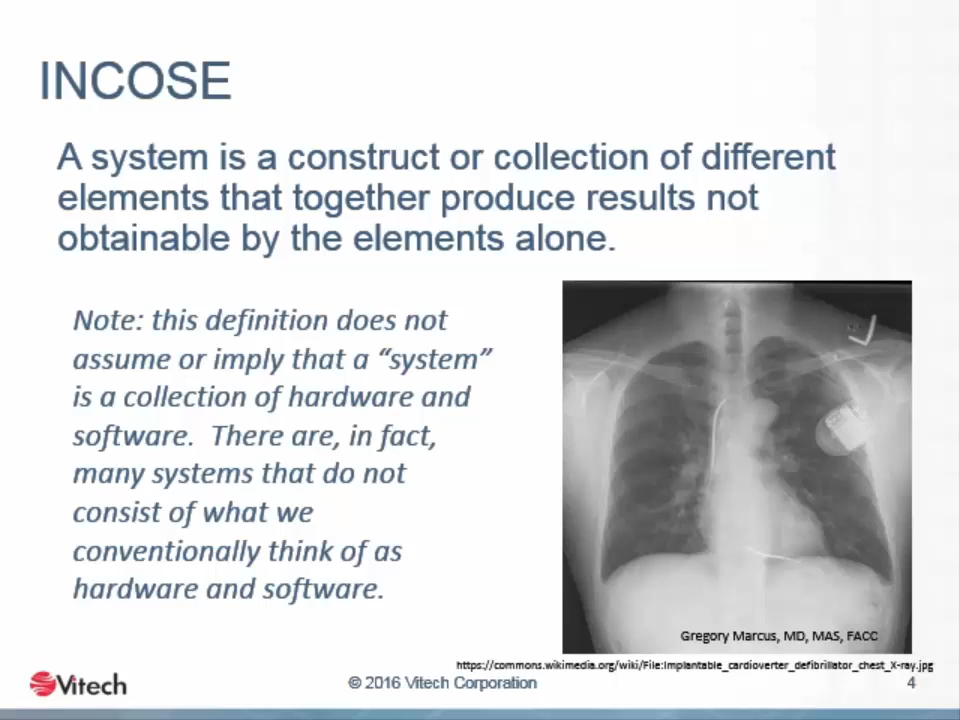 INCOSE
A system is a construct or collection of different
elements that together produce results not
obtainable by the elements alone.
Note: this definition does not
assume or imply that a “system”
is a collection of hardware and
software.  There are, in fact,
many systems that do not
consist of what we
conventionally think of as
hardware and software.
L
Gregory Marcus, MD, MAS, FACC
https://commons.wikimedia.org/wiki/File:Implantable_cardioverter_defibrillator_chest_X-ray.jpg
Vitech
© 2016 Vitech Corporation
4